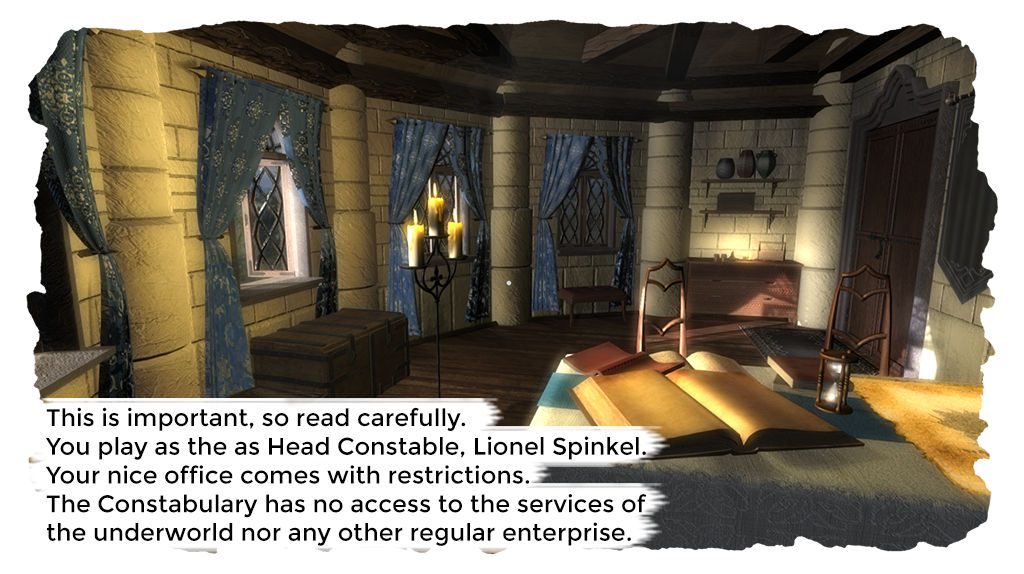 This is important, so read carefully.
You play as the as Head Constable, Lionel Spinkel.
Your nice office comes with restrictions.
The Constabulary has no access to the services of
the underworld nor any other regular enterprise.